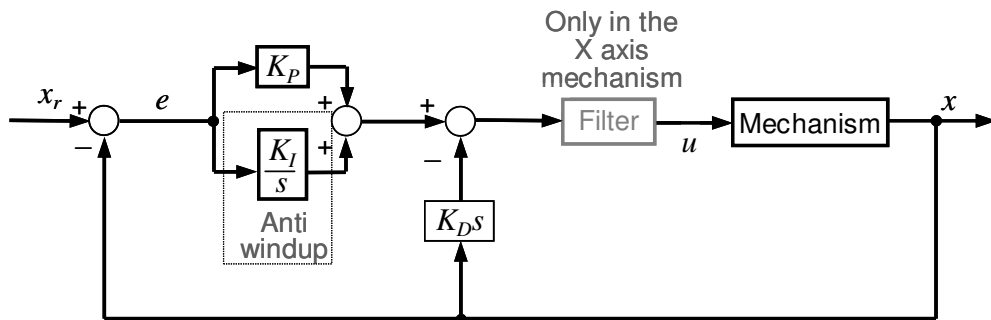 Only in the
X axis
mechanism
K_P
x_r
+
e
+
+
Filter
Mechanism
x
−
K_I
s
+
−
u
Anti
windup
K_D s